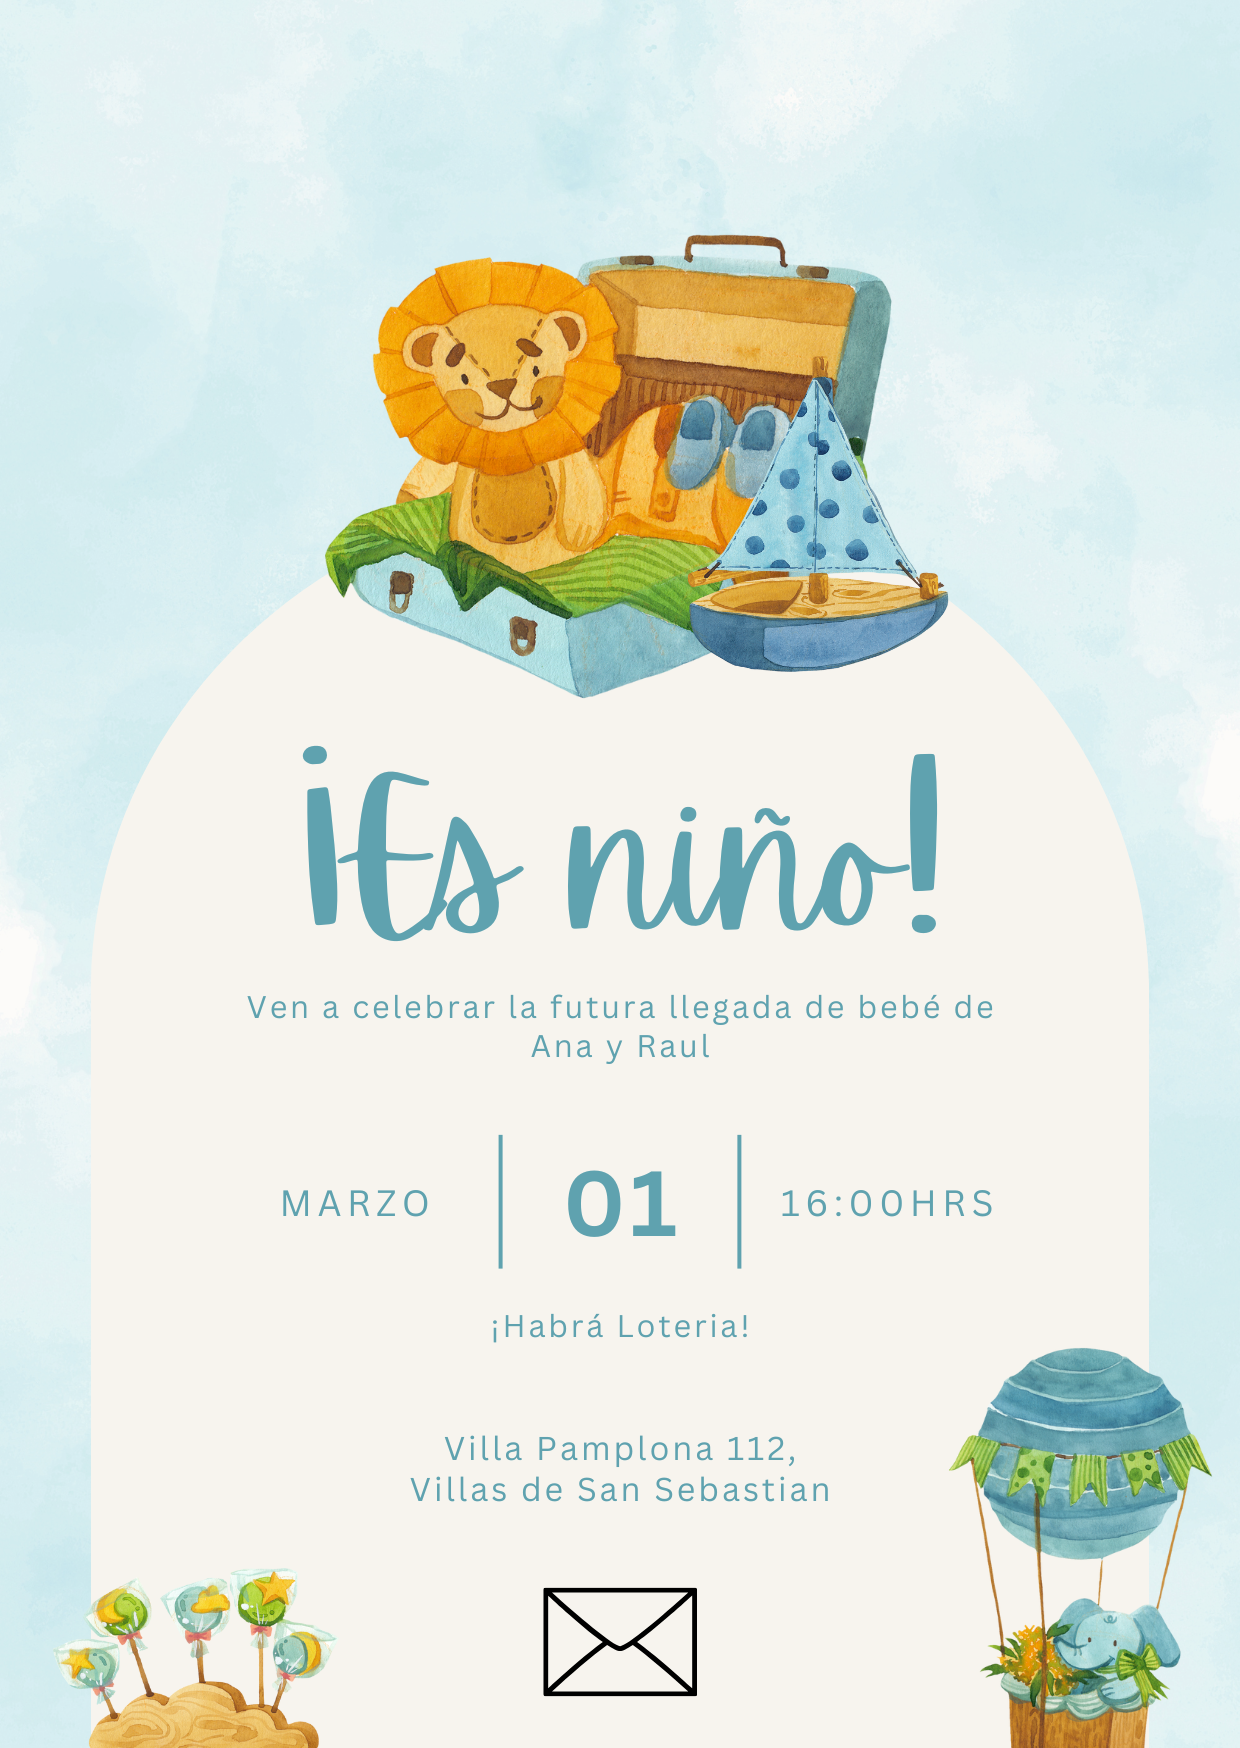 ¡Es niño!
Ven a celebrar la futura llegada de bebé de
Ana y Raul
MARZO
01
16:00HRS
¡Habrá Loteria!
Villa Pamplona 112,
Villas de San Sebastian